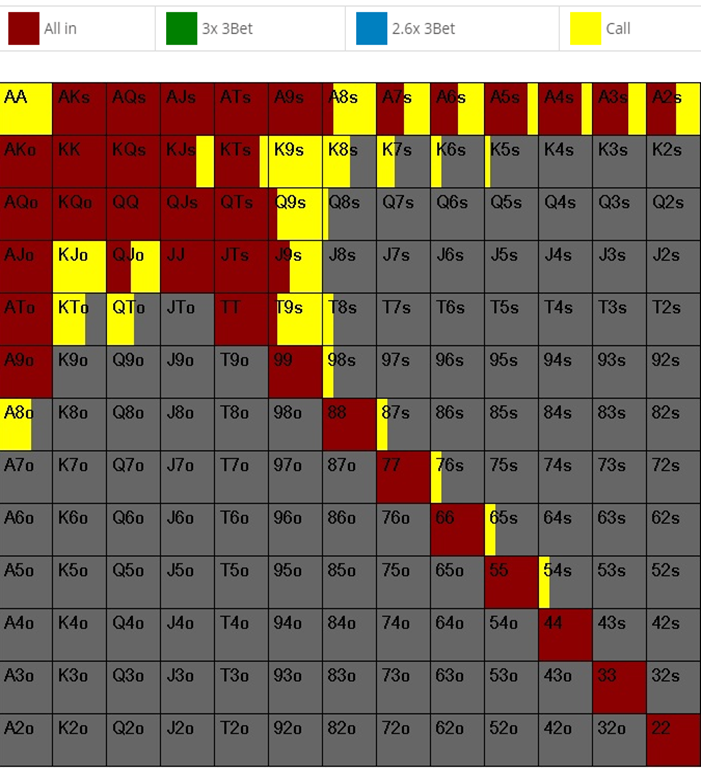 All in 3x 3Bet 2.6x 3Bet Call
AA AKs AQs AJs ATs A9s A8s A7s A6s A5s A4s A3s A2s
AKo KK KQs KJs KTs K9s K8s K7s K6s K5s K4s K3s K2s
AQo KQo QQ QJs QTs Q9s Q8s Q7s Q6s Q5s Q4s Q3s Q2s
AJo KJo QJo JJ JTs J9s J8s J7s J6s J5s J4s J3s J2s
ATo KTo QTo JTo TT T9s T8s T7s T6s T5s T4s T3s T2s
A9o K9o Q9o J9o T9o 99 98s 97s 96s 95s 94s 93s 92s
A8o K8o Q8o J8o T8o 98o 88 87s 86s 85s 84s 83s 82s
A7o K7o Q7o J7o T7o 97o 87o 77 76s 75s 74s 73s 72s
A6o K6o Q6o J6o T6o 96o 86o 76o 66 65s 64s 63s 62s
A5o K5o Q5o J5o T5o 95o 85o 75o 65o 55 54s 53s 52s
A4o K4o Q4o J4o T4o 94o 84o 74o 64o 54o 44 43s 42s
A3o K3o Q3o J3o T3o 93o 83o 73o 63o 53o 43o 33 32s
A2o K2o Q2o J2o T2o 92o 82o 72o 62o 52o 42o 32o 22